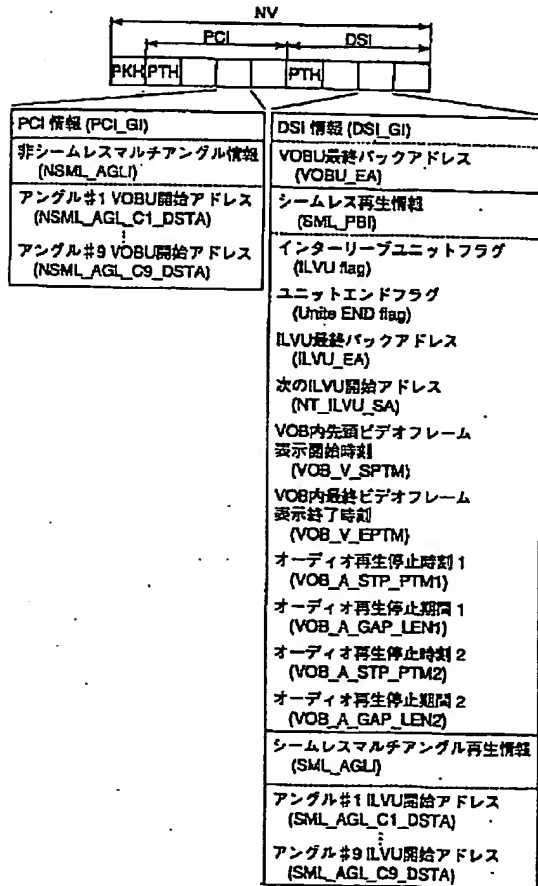 NV
PCI
DSI
PKH PTH PTH
PCI 情報 (PCI_GI)
非シームレスマルチアングル情報
(NSML_AGLI)
アングル#1 VOBU開始アドレス
(NSML_AGL_C1_DSTA)
アングル#9 VOBU開始アドレス
(NSML_AGL_C9_DSTA)
DSI 情報 (DSI_GI)
VOBU最終パックアドレス
(VOBU_EA)
シームレス再生情報
(SML_PBI)
インターリーブユニットフラグ
(ILVU flag)
ユニットエンドフラグ
(Unite END flag)
ILVU最終パックアドレス
(ILVU_EA)
次のILVU開始アドレス
(NT_ILVU_SA)
VOB内先頭ビデオフレーム
表示開始時刻
(VOB_V_SPTM)
VOB内最終ビデオフレーム
表示終了時刻
(VOB_V_EPTM)
オーディオ再生停止時刻 1
(VOB_A_STP_PTM1)
オーディオ再生停止期間 1
(VOB_A_GAP_LEN1)
オーディオ再生停止時刻 2
(VOB_A_STP_PTM2)
オーディオ再生停止期間 2
(VOB_A_GAP_LEN2)
シームレスマルチアングル再生情報
(SML_AGLI)
アングル#1 ILVU開始アドレス
(SML_AGL_C1_DSTA)
アングル#9 ILVU開始アドレス
(SML_AGL_C9_DSTA)